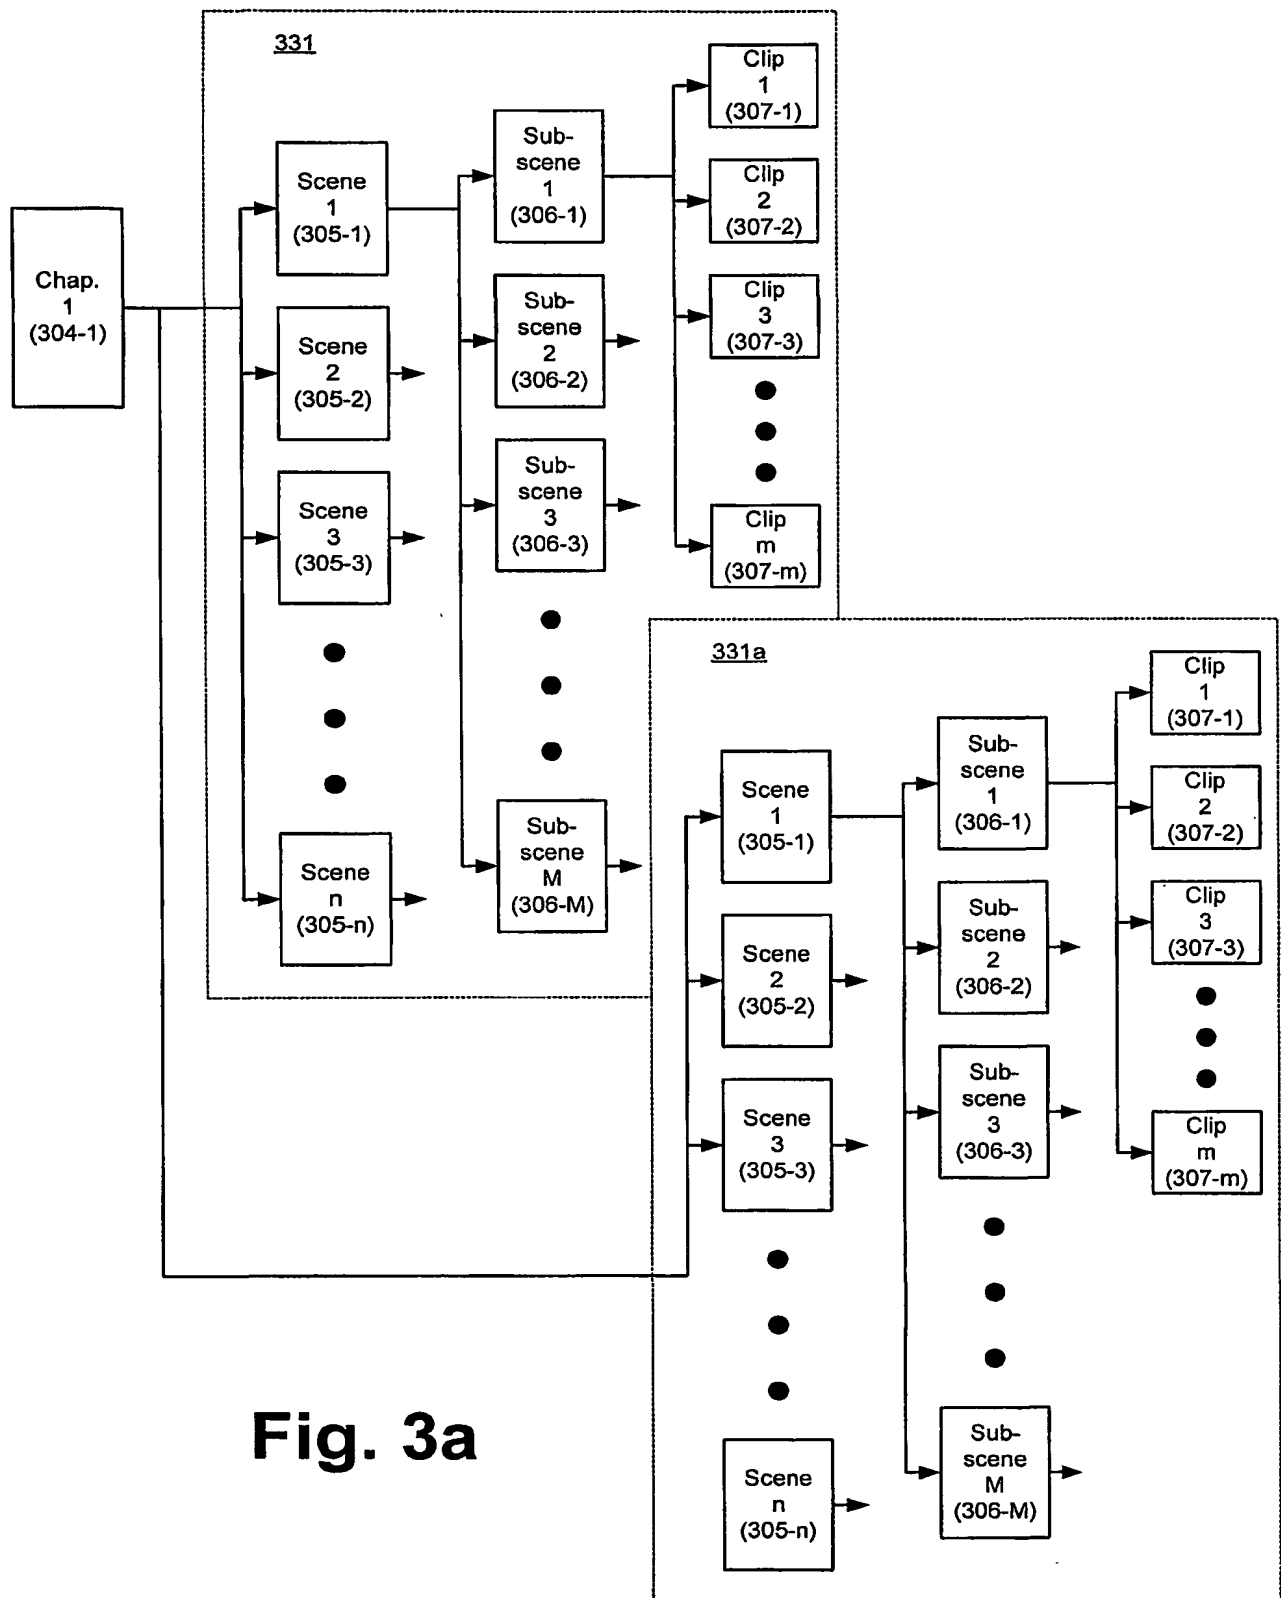 331
Chap.
1
(304-1)
Scene
1
(305-1)
Scene
2
(305-2)
Scene
3
(305-3)
Scene
n
(305-n)
Sub-
scene
1
(306-1)
Sub-
scene
2
(306-2)
Sub-
scene
3
(306-3)
Sub-
scene
M
(306-M)
Clip
1
(307-1)
Clip
2
(307-2)
Clip
3
(307-3)
Clip
m
(307-m)
331a
Scene
1
(305-1)
Scene
2
(305-2)
Scene
3
(305-3)
Scene
n
(305-n)
Sub-
scene
1
(306-1)
Sub-
scene
2
(306-2)
Sub-
scene
3
(306-3)
Sub-
scene
M
(306-M)
Clip
1
(307-1)
Clip
2
(307-2)
Clip
3
(307-3)
Clip
m
(307-m)
Fig. 3a